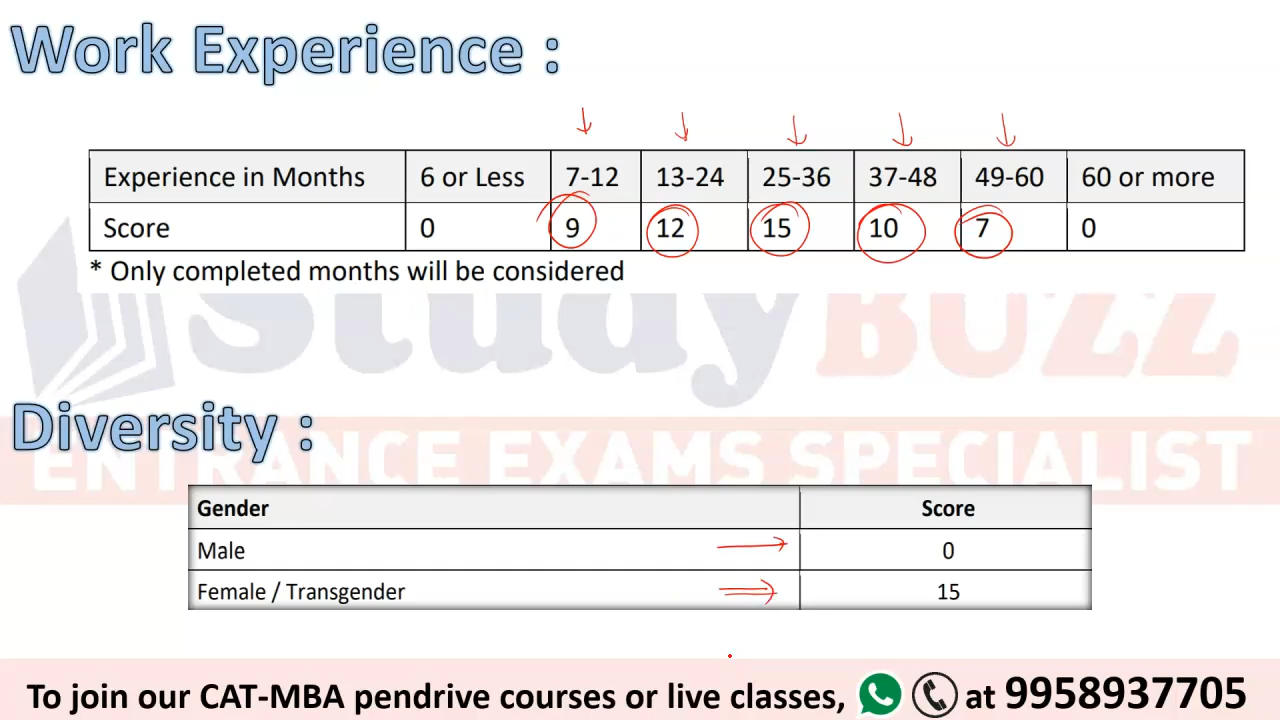 Work Experience :
Experience in Months 6 or Less 7-12 13-24 25-36 37-48 49-60 60 or more
Score 0 9 12 15 10 7 0
* Only completed months will be considered
StudyBUZZ
Diversity :
ENTRANCE EXAMS SPECIALIST
Gender Score
Male 0
Female / Transgender 15
To join our CAT-MBA pendrive courses or live classes, at 9958937705